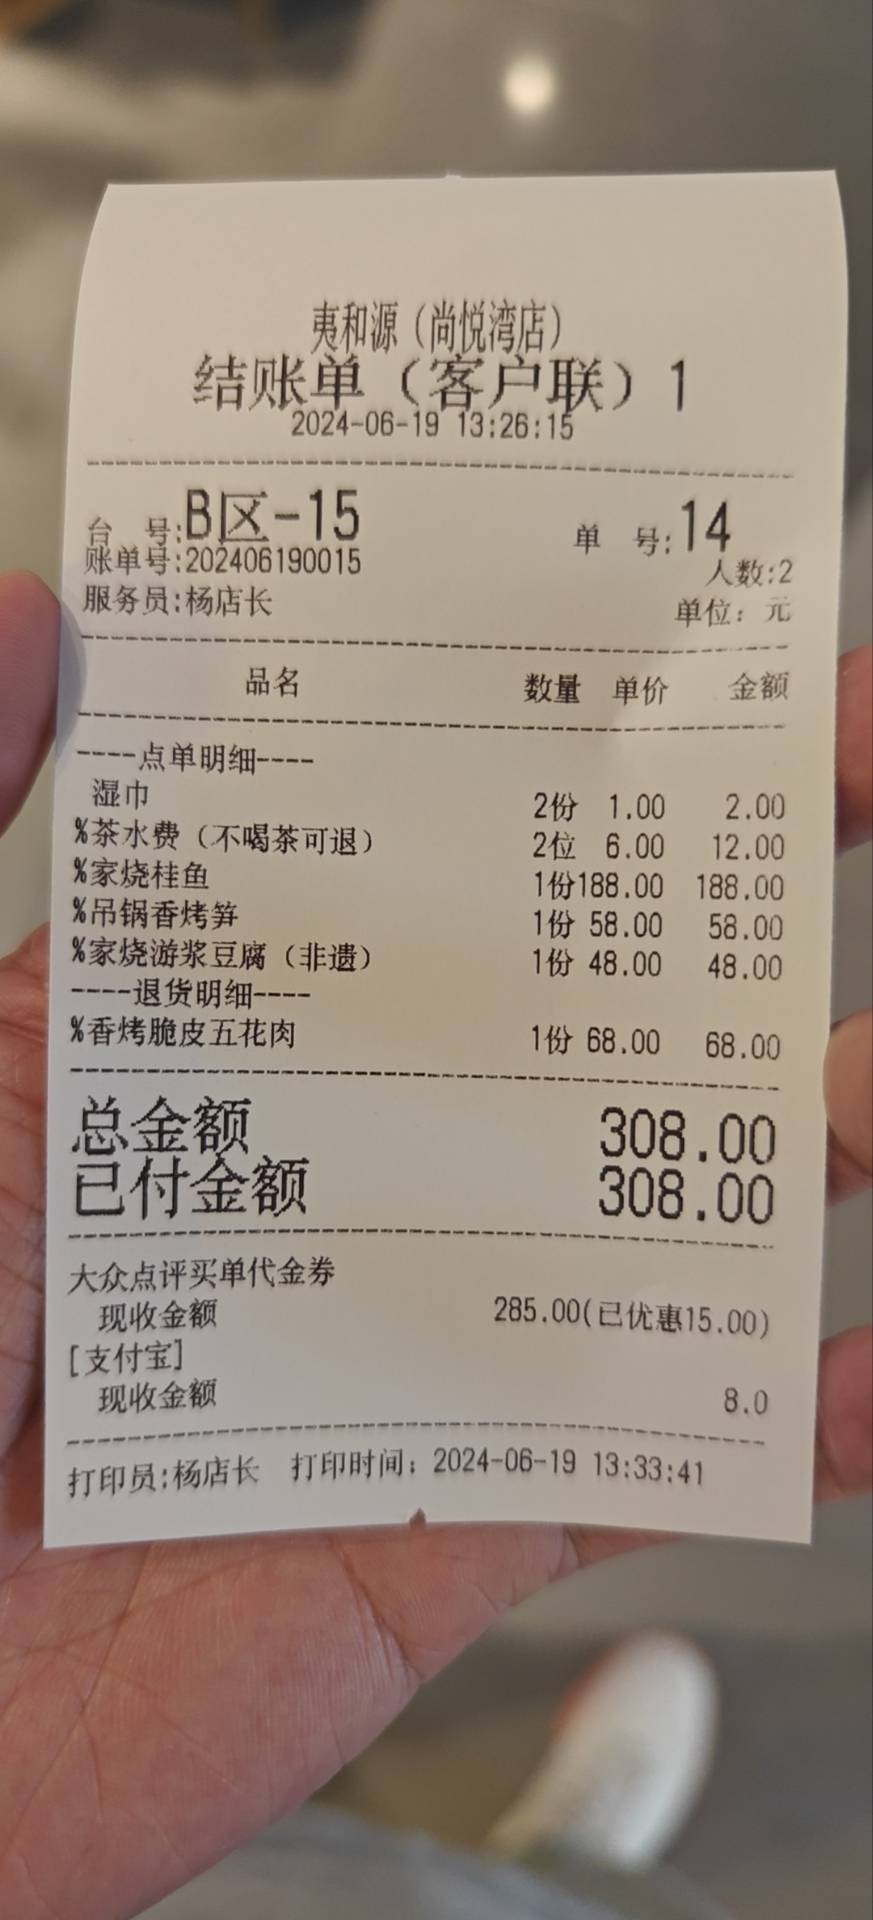 夷和源（尚悦湾店）
结账单（客户联）1
2024-06-19 13:26:15
台 号:B区-15 单 号:14
账单号:202406190015 人数:2
服务员:杨店长 单位：元
品名 数量 单价 金额
----点单明细----
湿巾 2份 1.00 2.00
%茶水费（不喝茶可退） 2位 6.00 12.00
%家烧桂鱼 1份188.00 188.00
%吊锅香烤笋 1份 58.00 58.00
%家烧游浆豆腐（非遗） 1份 48.00 48.00
----退货明细----
%香烤脆皮五花肉 1份 68.00 68.00
总金额 308.00
已付金额 308.00
大众点评买单代金券
现收金额 285.00(已优惠15.00)
[支付宝]
现收金额 8.0
打印员:杨店长 打印时间：2024-06-19 13:33:41